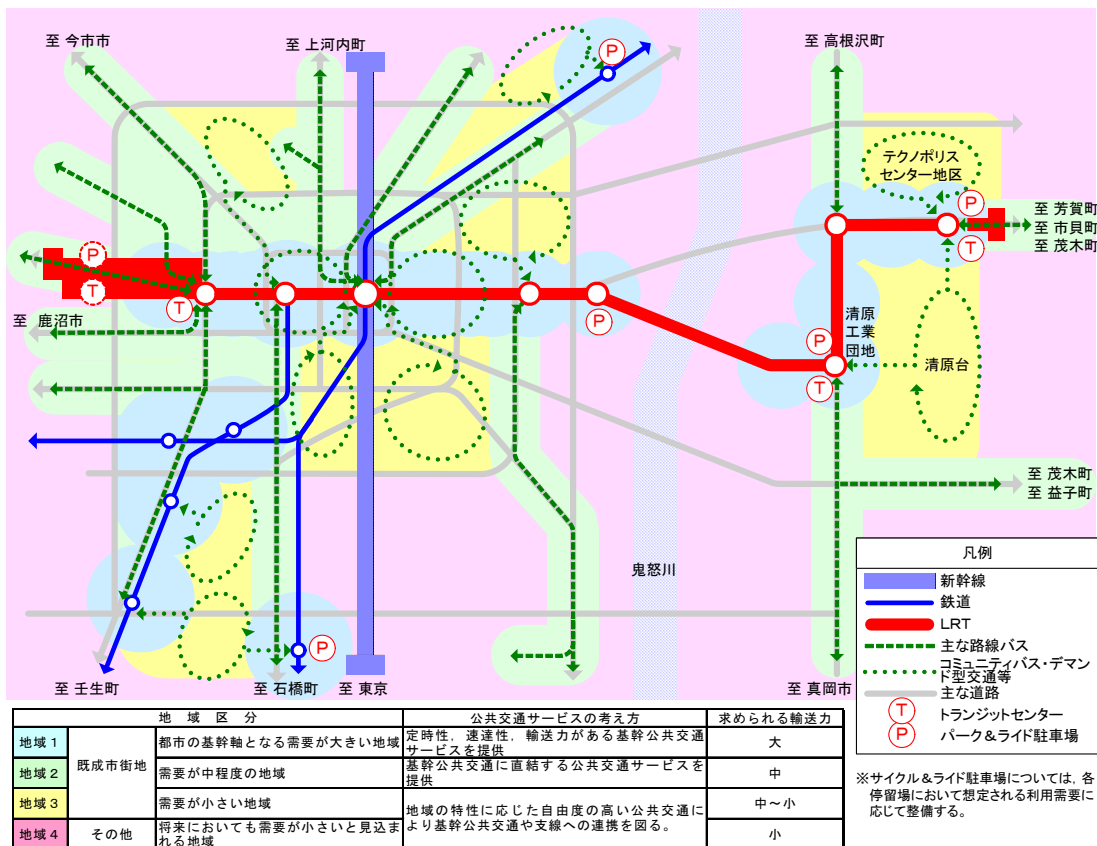 至 今市市
至 上河内町
P
至 高根沢町
テクノポリス
センター地区
P
至 芳賀町
至 市貝町
至 茂木町
T
P
T
T
P
至 鹿沼市
清原
工業
団地
P
T
清原台
至 茂木町
至 益子町
鬼怒川
P
至 壬生町
至 石橋町
至 東京
至 真岡市
凡例
新幹線
鉄道
LRT
主な路線バス
コミュニティバス・デマン
ド型交通等
主な道路
T トランジットセンター
P パーク＆ライド駐車場
※サイクル＆ライド駐車場については，各
停留場において想定される利用需要に
応じて整備する。
地 域 区 分 公共交通サービスの考え方 求められる輸送力
地域１ 既成市街地 都市の基幹軸となる需要が大きい地域 定時性，速達性，輸送力がある基幹公共交通
サービスを提供 大
地域２ 需要が中程度の地域 基幹公共交通に直結する公共交通サービスを
提供 中
地域３ 需要が小さい地域 地域の特性に応じた自由度の高い公共交通に
より基幹公共交通や支線への連携を図る。 中～小
地域４ その他 将来においても需要が小さいと見込ま
れる地域 小